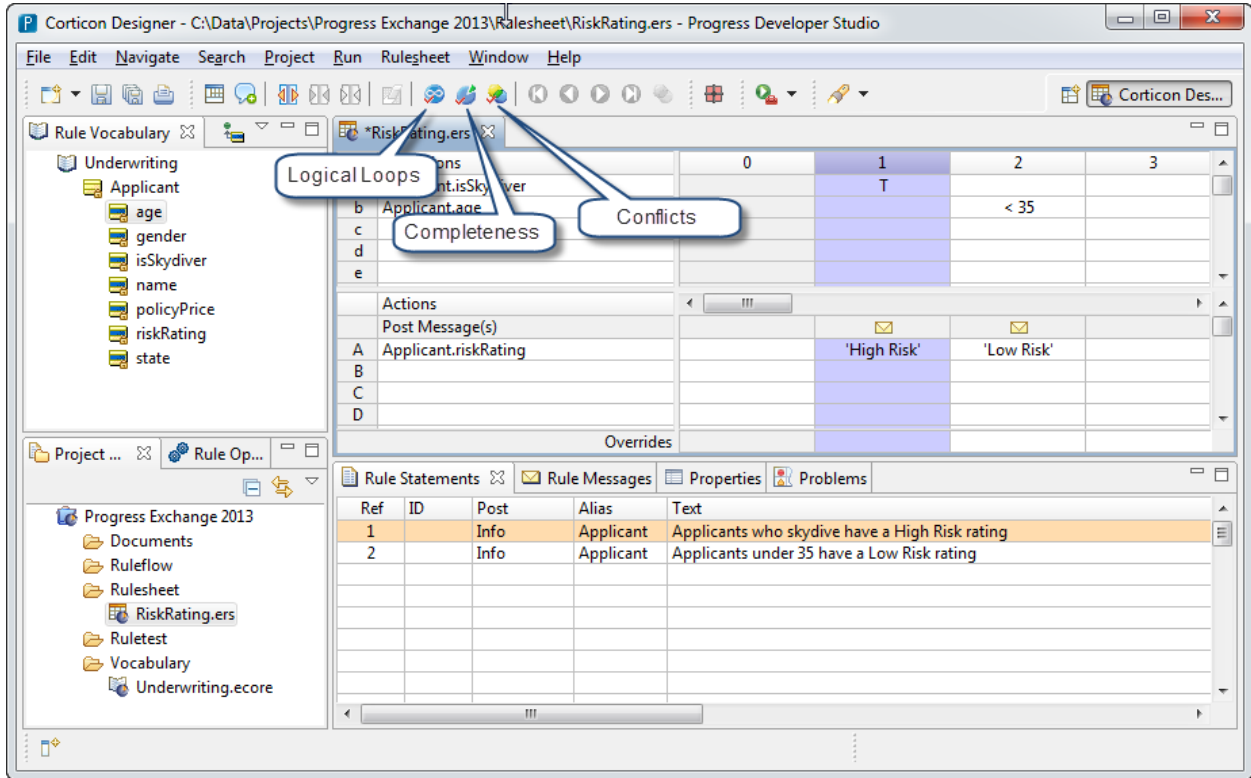 Corticon Designer - C:\Data\Projects\Progress Exchange 2013\Rulesheet\RiskRating.ers - Progress Developer Studio
File Edit Navigate Search Project Run Rulesheet Window Help
Corticon Des...
Rule Vocabulary
Underwriting
Applicant
age
gender
isSkydiver
name
policyPrice
riskRating
state
*RiskRating.ers
Logical Loops
Completeness
Conflicts
0 1 2 3
T
b Applicant.age < 35
c
d
e
Actions
Post Message(s)
A Applicant.riskRating 'High Risk' 'Low Risk'
B
C
D
Overrides
Project ... Rule Op...
Progress Exchange 2013
Documents
Ruleflow
Rulesheet
RiskRating.ers
Ruletest
Vocabulary
Underwriting.ecore
Rule Statements Rule Messages Properties Problems
Ref ID Post Alias Text
1 Info Applicant Applicants who skydive have a High Risk rating
2 Info Applicant Applicants under 35 have a Low Risk rating